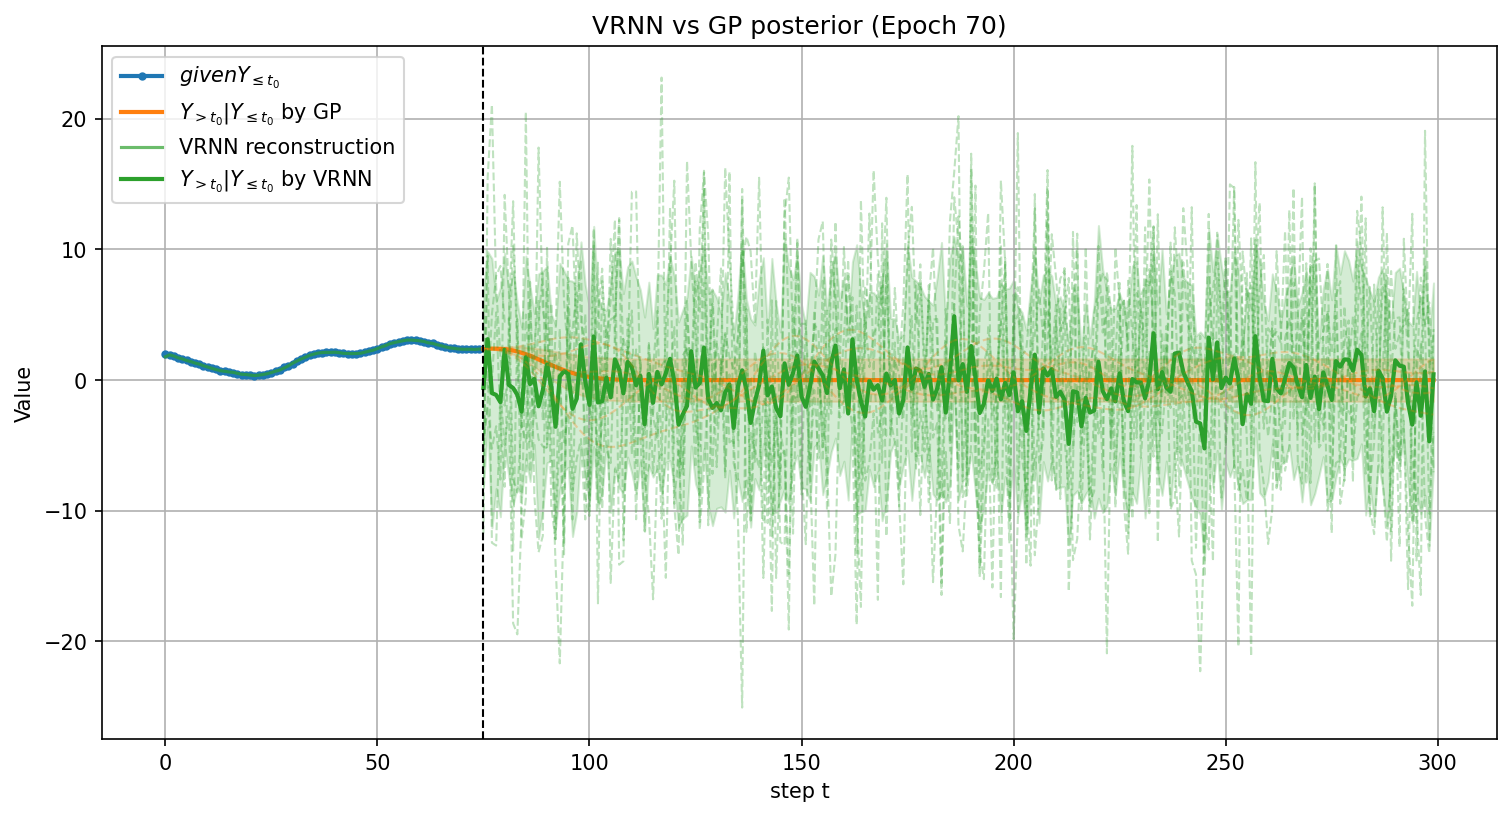 VRNN vs GP posterior (Epoch 70)
givenY≤t₀
Y>t₀|Y≤t₀ by GP
VRNN reconstruction
Y>t₀|Y≤t₀ by VRNN
Value
20
10
0
−10
−20
0 50 100 150 200 250 300
step t